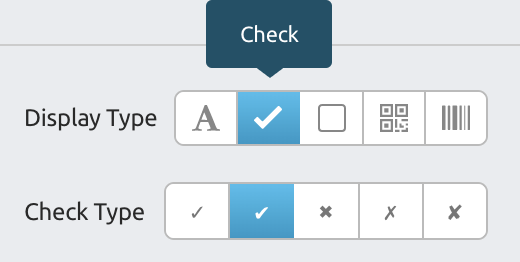 Check
Display Type A
Check Type ✓ ✔ ✖ ✗ ✘